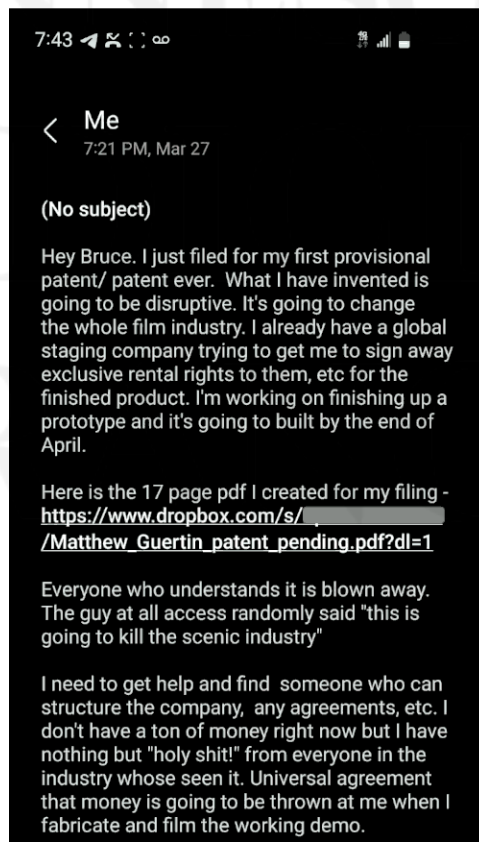 7:43
Me
7:21 PM, Mar 27
(No subject)
Hey Bruce. I just filed for my first provisional
patent/ patent ever.  What I have invented is
going to be disruptive. It's going to change
the whole film industry. I already have a global
staging company trying to get me to sign away
exclusive rental rights to them, etc for the
finished product. I'm working on finishing up a
prototype and it's going to built by the end of
April.
Here is the 17 page pdf I created for my filing -
https://www.dropbox.com/s/
/Matthew_Guertin_patent_pending.pdf?dl=1
Everyone who understands it is blown away.
The guy at all access randomly said "this is
going to kill the scenic industry"
I need to get help and find  someone who can
structure the company,  any agreements, etc. I
don't have a ton of money right now but I have
nothing but "holy shit!" from everyone in the
industry whose seen it. Universal agreement
that money is going to be thrown at me when I
fabricate and film the working demo.